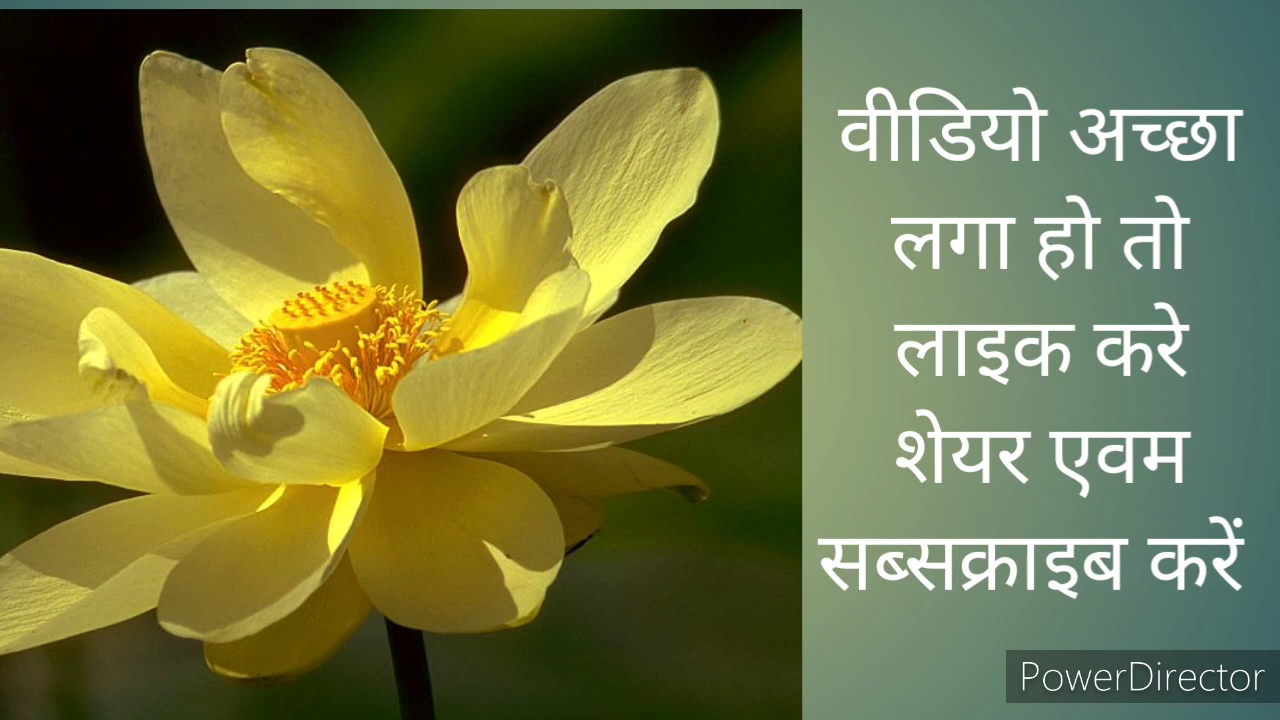 वीडियो अच्छा
लगा हो तो
लाइक करे
शेयर एवम
सब्सक्राइब करें
PowerDirector